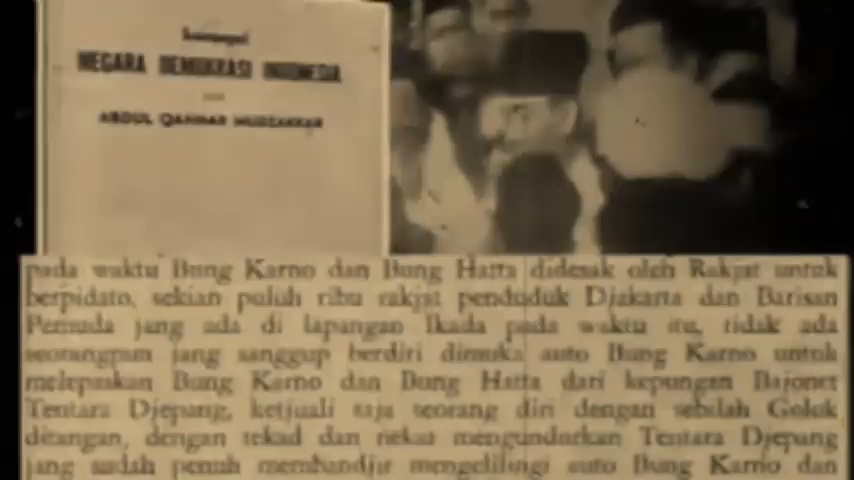 NEGARA DEMOKRASI INDONESIA
ABDUL QAHHAR MUDZAKKAR
pada waktu Bung Karno dan Bung Hatta didesak oleh Rakjat untuk
berpidato, sekian puluh ribu rakjat penduduk Djakarta dan Barisan
Pemuda jang ada di lapangan Ikada pada waktu itu, tidak ada
seorangpun jang sanggup berdiri dimuka auto Bung Karno untuk
melepaskan Bung Karno dan Bung Hatta dari kepungan Bajonet
Tentara Djepang, ketjuali saja seorang diri dengan sebilah Golok
ditangan, dengan tekad dan nekat mengundurkan Tentara Djepang
jang sudah penuh membandjir mengelilingi auto Bung Karno dan